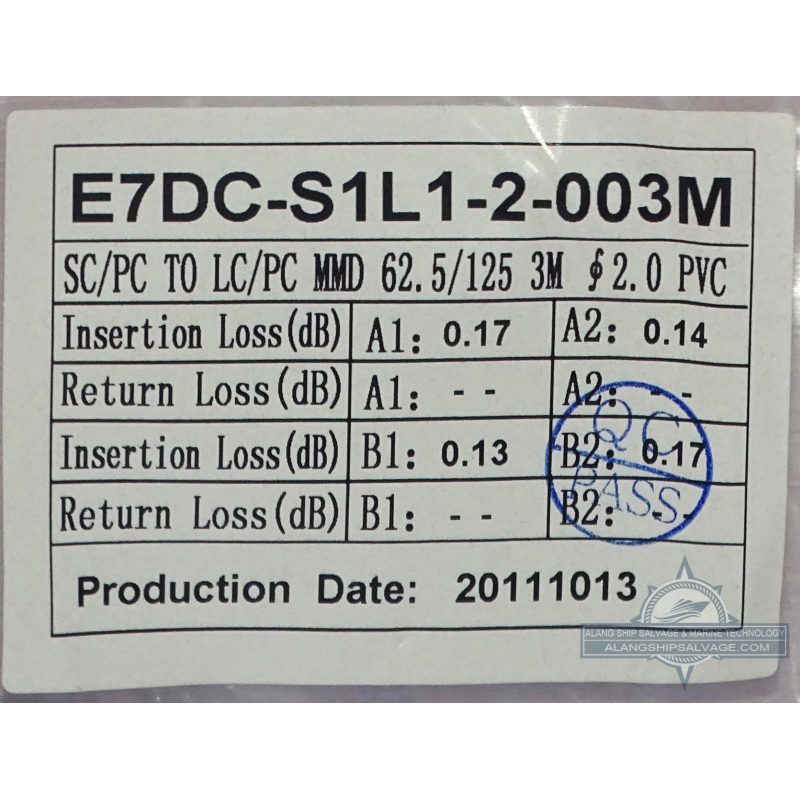 E7DC-S1L1-2-003M
SC/PC TO LC/PC MMD 62.5/125 3M ∮2.0 PVC
Insertion Loss(dB) A1: 0.17 A2: 0.14
Return Loss(dB) A1: - - A2: - -
Insertion Loss(dB) B1: 0.13 B2: 0.17
Return Loss(dB) B1: - - B2: - -
QC
PASS
Production Date: 20111013
ALANG SHIP SALVAGE & MARINE TECHNOLOGY
ALANGSHIPSALVAGE.COM